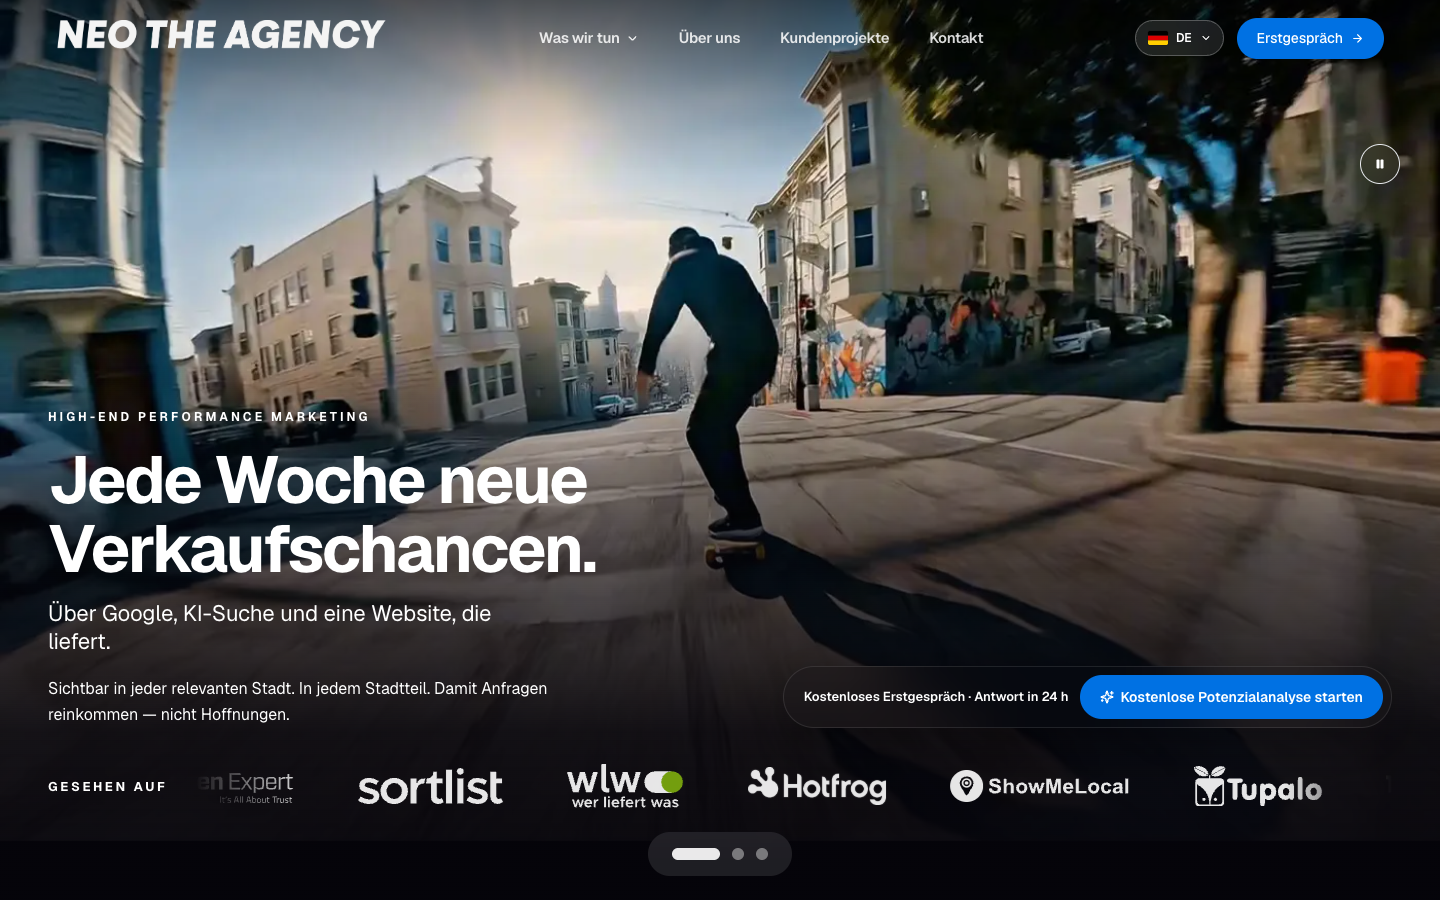 NEO THE AGENCY
Was wir tun
Über uns
Kundenprojekte
Kontakt
DE
Erstgespräch
HIGH-END PERFORMANCE MARKETING
Jede Woche neue
Verkaufschancen.
Über Google, KI-Suche und eine Website, die
liefert.
Sichtbar in jeder relevanten Stadt. In jedem Stadtteil. Damit Anfragen
reinkommen — nicht Hoffnungen.
Kostenloses Erstgespräch · Antwort in 24 h
Kostenlose Potenzialanalyse starten
GESEHEN AUF
en Expert
It's All About Trust
sortlist
wlw
wer liefert was
Hotfrog
ShowMeLocal
Tupalo